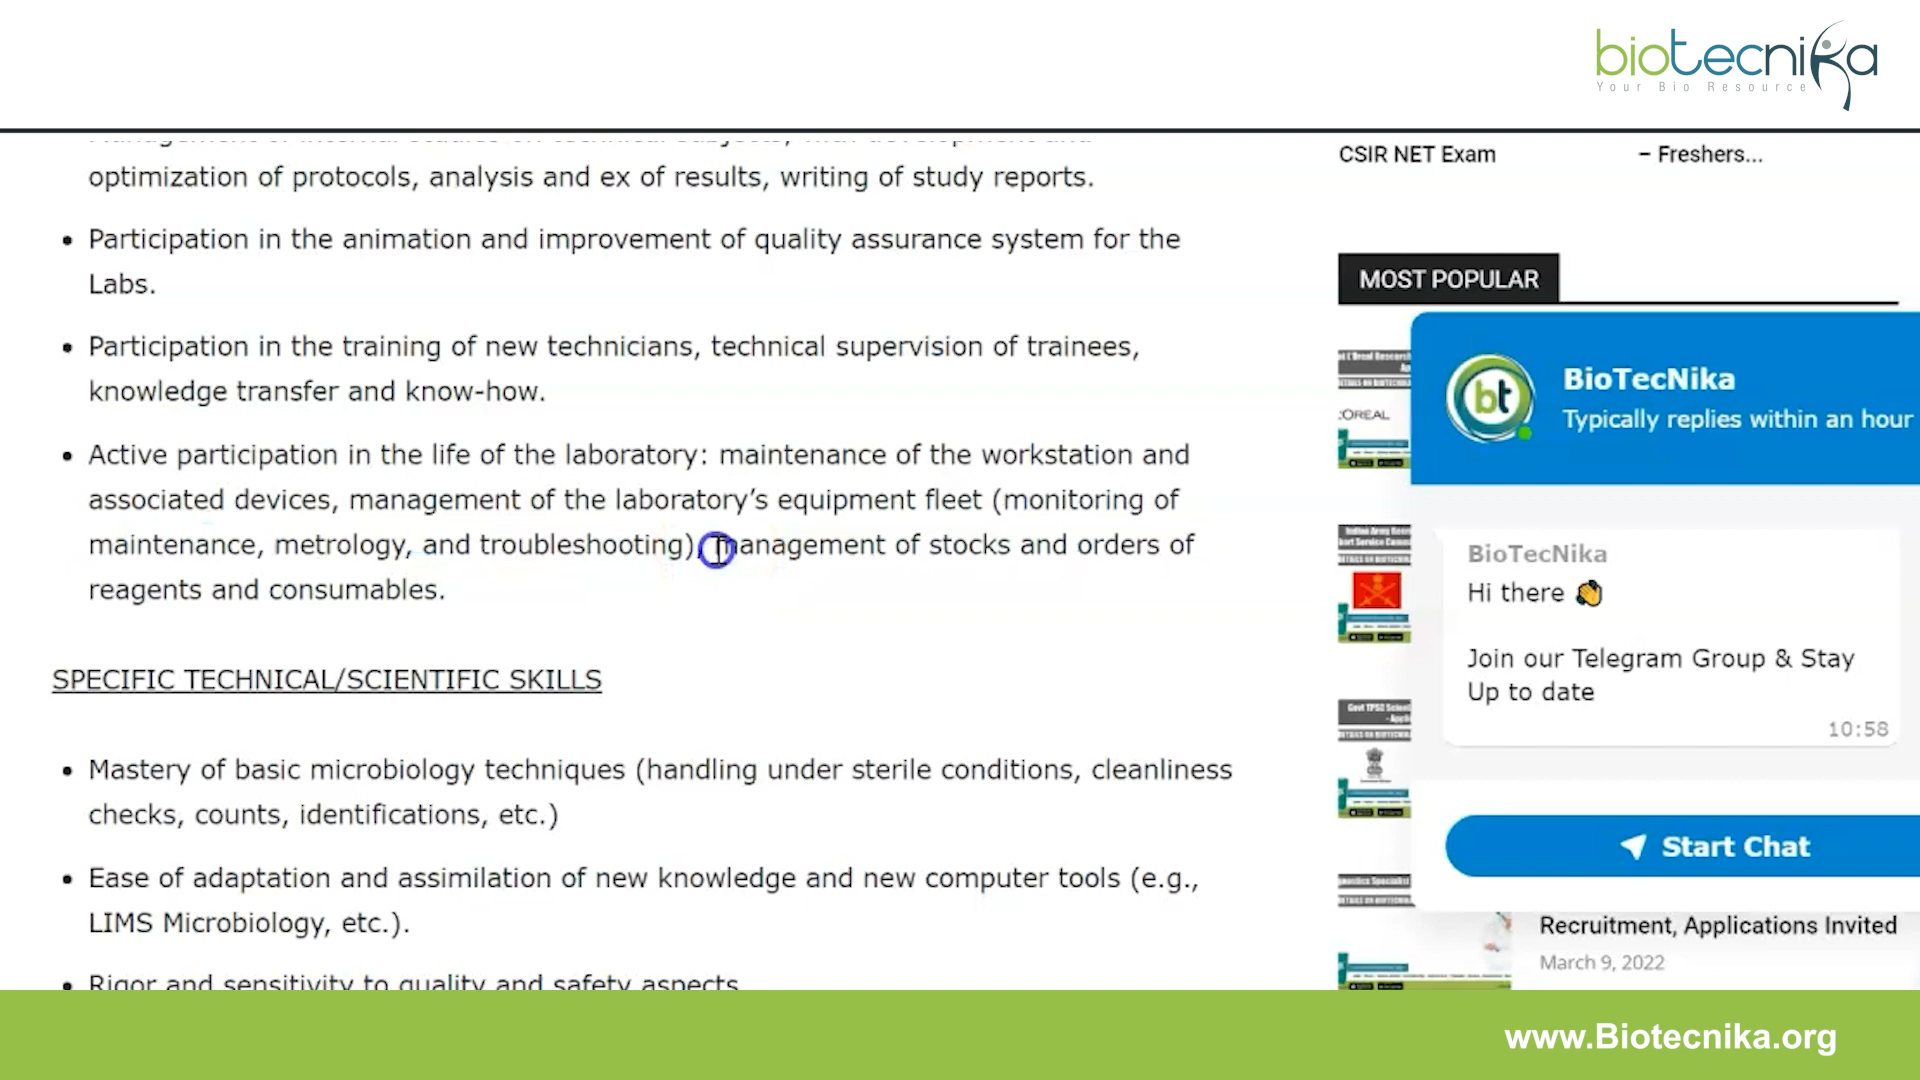 biotecnika
Your Bio Resource
optimization of protocols, analysis and ex of results, writing of study reports.
• Participation in the animation and improvement of quality assurance system for the
Labs.
• Participation in the training of new technicians, technical supervision of trainees,
knowledge transfer and know-how.
• Active participation in the life of the laboratory: maintenance of the workstation and
associated devices, management of the laboratory’s equipment fleet (monitoring of
maintenance, metrology, and troubleshooting), management of stocks and orders of
reagents and consumables.
SPECIFIC TECHNICAL/SCIENTIFIC SKILLS
• Mastery of basic microbiology techniques (handling under sterile conditions, cleanliness
checks, counts, identifications, etc.)
• Ease of adaptation and assimilation of new knowledge and new computer tools (e.g.,
LIMS Microbiology, etc.).
• Rigor and sensitivity to quality and safety aspects
CSIR NET Exam
– Freshers...
MOST POPULAR
bt
BioTecNika
Typically replies within an hour
BioTecNika
Hi there 👏
Join our Telegram Group & Stay
Up to date
10:58
Start Chat
Recruitment, Applications Invited
March 9, 2022
www.Biotecnika.org